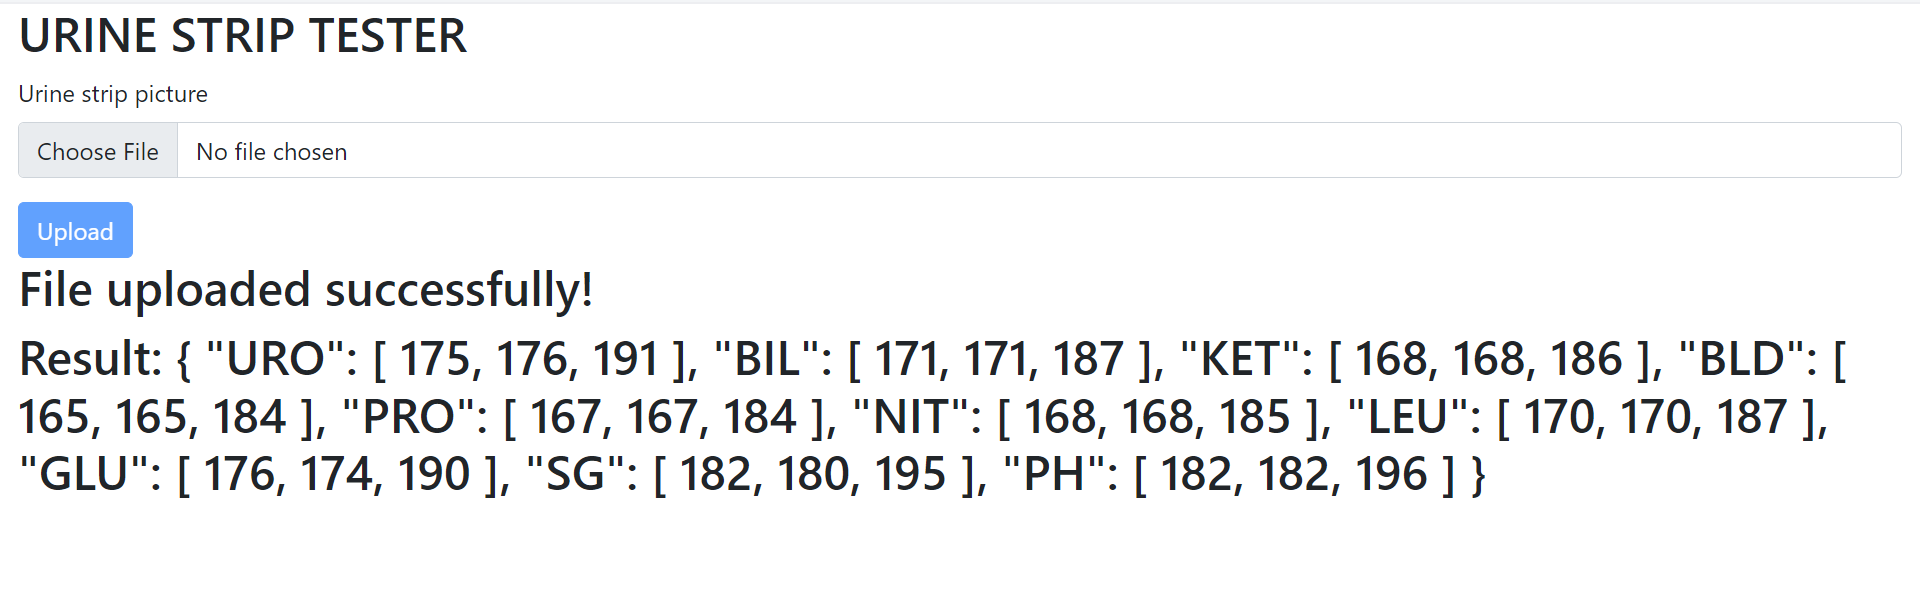 URINE STRIP TESTER
Urine strip picture
Choose File No file chosen
Upload
File uploaded successfully!
Result: { "URO": [ 175, 176, 191 ], "BIL": [ 171, 171, 187 ], "KET": [ 168, 168, 186 ], "BLD": [
165, 165, 184 ], "PRO": [ 167, 167, 184 ], "NIT": [ 168, 168, 185 ], "LEU": [ 170, 170, 187 ],
"GLU": [ 176, 174, 190 ], "SG": [ 182, 180, 195 ], "PH": [ 182, 182, 196 ] }